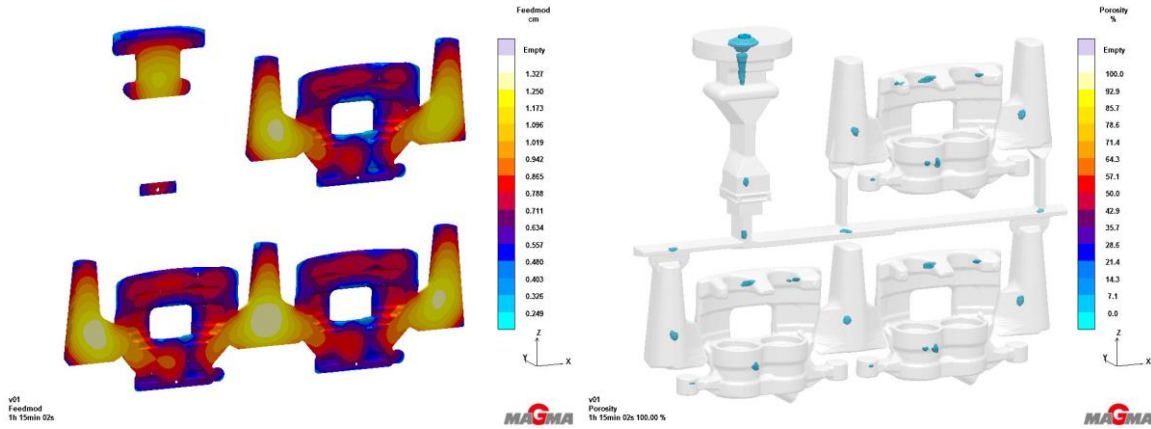 Feedmod
cm
Empty
1.327
1.250
1.173
1.096
1.019
0.942
0.865
0.788
0.711
0.634
0.557
0.480
0.403
0.326
0.249
Z
Y
X
v01
Feedmod
1h 15min 02s
MAGMA
Porosity
%
Empty
100.0
92.9
85.7
78.6
71.4
64.3
57.1
50.0
42.9
35.7
28.6
21.4
14.3
7.1
0.0
Z
Y
X
v01
Porosity
1h 15min 02s 100.00 %
MAGMA